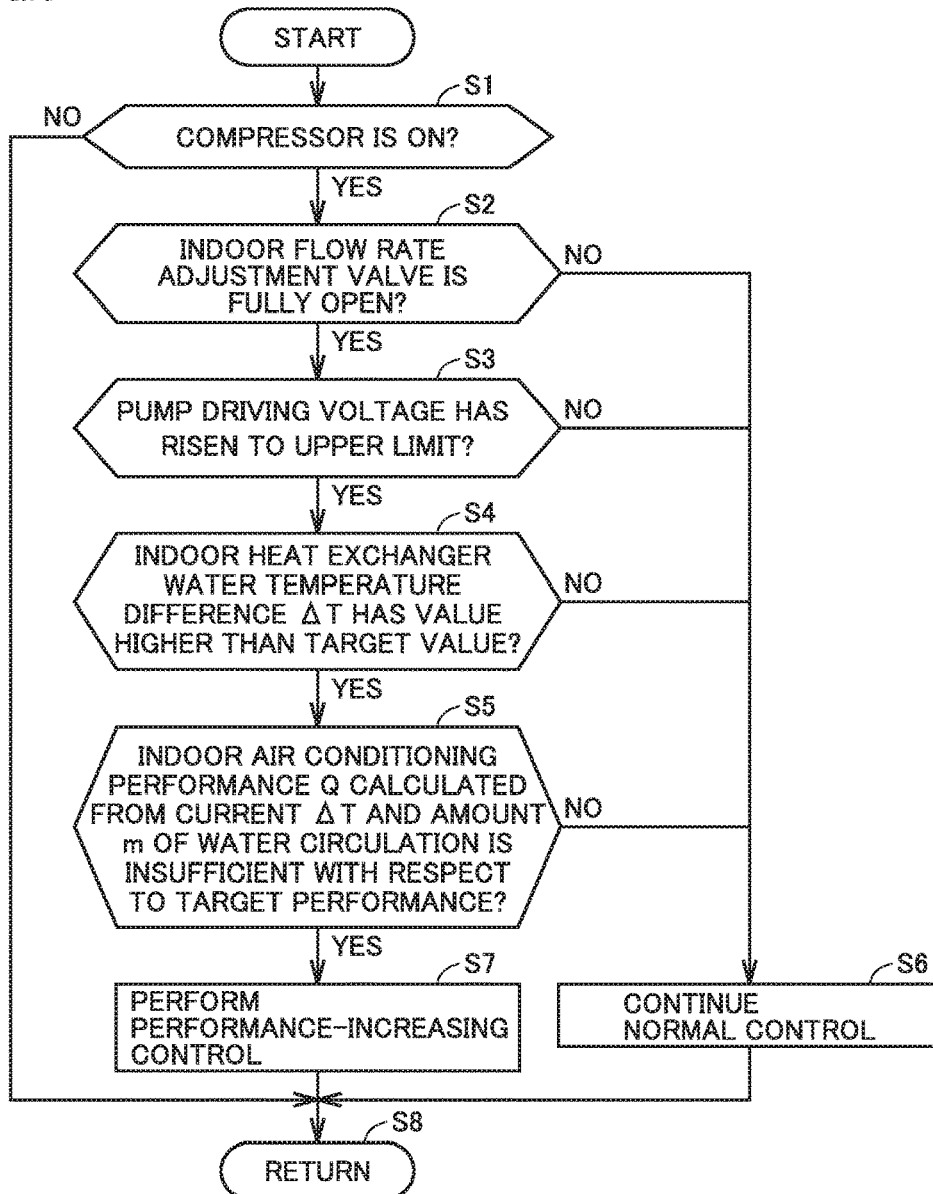 START
S1
NO
COMPRESSOR IS ON?
YES
S2
INDOOR FLOW RATE
ADJUSTMENT VALVE IS
FULLY OPEN?
NO
YES
S3
PUMP DRIVING VOLTAGE HAS
RISEN TO UPPER LIMIT?
NO
YES
S4
INDOOR HEAT EXCHANGER
WATER TEMPERATURE
DIFFERENCE ΔT HAS VALUE
HIGHER THAN TARGET VALUE?
NO
YES
S5
INDOOR AIR CONDITIONING
PERFORMANCE Q CALCULATED
FROM CURRENT ΔT AND AMOUNT
m OF WATER CIRCULATION IS
INSUFFICIENT WITH RESPECT
TO TARGET PERFORMANCE?
NO
YES
S7
PERFORM
PERFORMANCE-INCREASING
CONTROL
S6
CONTINUE
NORMAL CONTROL
S8
RETURN